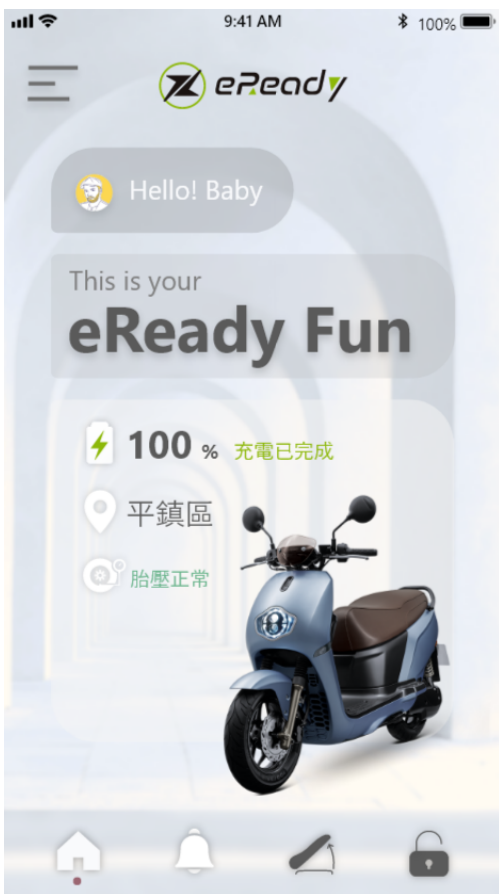 9:41 AM
100%
eReady
Hello! Baby
This is your
eReady Fun
100 % 充電已完成
平鎮區
胎壓正常